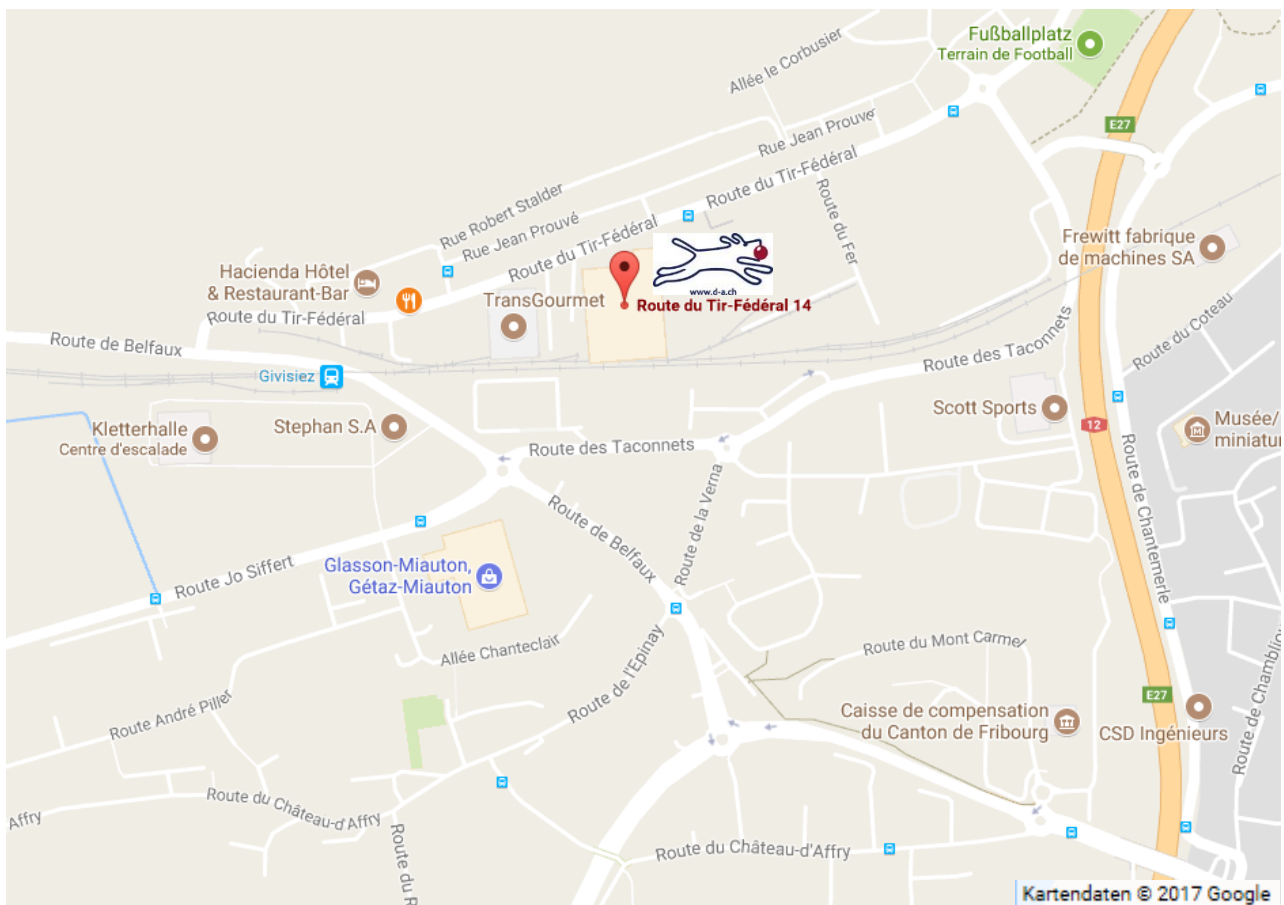 Fußballplatz
Terrain de Football
Allée le Corbusier
E27
Rue Jean Prouvé
Route du Tir-Fédéral
Rue Robert Stalder
Rue Jean Prouvé
Route du Tir-Fédéral
Route du Fer
Frewitt fabrique
de machines SA
Hacienda Hôtel
& Restaurant-Bar
www.d-a.ch
TransGourmet
Route du Tir-Fédéral 14
Route du Tir-Fédéral
Route de Belfaux
Route du Coteau
Route des Taconnets
Givisiez
Kletterhalle
Centre d'escalade
Stephan S.A
Scott Sports
12
Musée/
miniatur
Route des Taconnets
Route de la Verna
Route de Chantemerle
Route de Belfaux
Route Jo Siffert
Glasson-Miauton,
Gétaz-Miauton
Allée Chanteclair
Route de l'Epinay
Route du Mont Carmel
Route de Chamblio
E27
Route André Piller
Caisse de compensation
du Canton de Fribourg
CSD Ingénieurs
Affry
Route du Château-d'Affry
Route du R
Route du Château-d'Affry
Kartendaten © 2017 Google